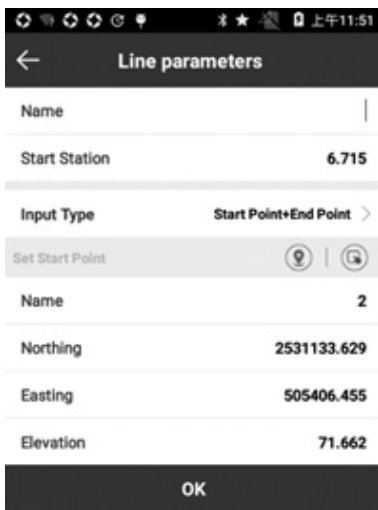 上午11:51
Line parameters
Name
Start Station 6.715
Input Type Start Point+End Point
Set Start Point
Name 2
Northing 2531133.629
Easting 505406.455
Elevation 71.662
OK